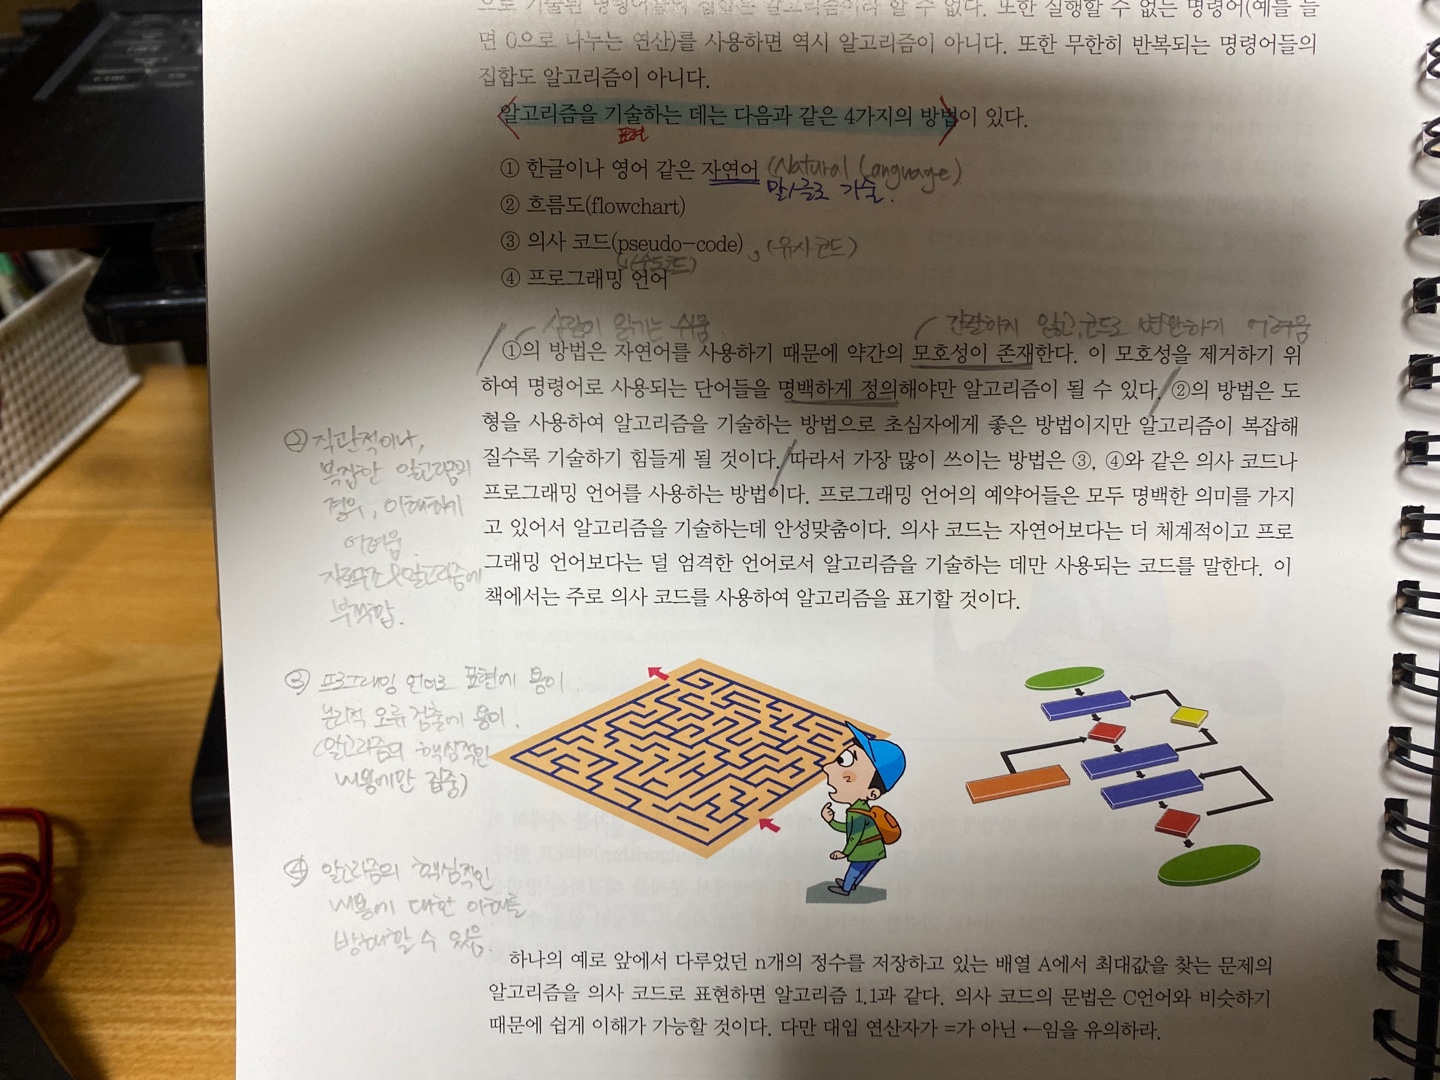 으로 기술된 명령어들의 집합은 알고리즘이라 할 수 없다. 또한 실행할 수 없는 명령어(예를 들
면 0으로 나누는 연산)를 사용하면 역시 알고리즘이 아니다. 또한 무한히 반복되는 명령어들의
집합도 알고리즘이 아니다.
알고리즘을 기술하는 데는 다음과 같은 4가지의 방법이 있다.
표현
① 한글이나 영어 같은 자연어 (Natural Language)
말/글로 기술.
② 흐름도(flowchart)
③ 의사 코드(pseudo-code), (유사코드)
(수도코드)
④ 프로그래밍 언어
사람이 읽기는 쉬움
간결하지 않고, 코드로 변환하기 어려움
①의 방법은 자연어를 사용하기 때문에 약간의 모호성이 존재한다. 이 모호성을 제거하기 위
하여 명령어로 사용되는 단어들을 명백하게 정의해야만 알고리즘이 될 수 있다. ②의 방법은 도
형을 사용하여 알고리즘을 기술하는 방법으로 초심자에게 좋은 방법이지만 알고리즘이 복잡해
질수록 기술하기 힘들게 될 것이다. 따라서 가장 많이 쓰이는 방법은 ③, ④와 같은 의사 코드나
프로그래밍 언어를 사용하는 방법이다. 프로그래밍 언어의 예약어들은 모두 명백한 의미를 가지
고 있어서 알고리즘을 기술하는데 안성맞춤이다. 의사 코드는 자연어보다는 더 체계적이고 프로
그래밍 언어보다는 덜 엄격한 언어로서 알고리즘을 기술하는 데만 사용되는 코드를 말한다. 이
책에서는 주로 의사 코드를 사용하여 알고리즘을 표기할 것이다.
② 직관적이나,
복잡한 알고리즘의
경우, 이해하기
어려움.
자료구조&알고리즘에
부적합.
③ 프로그래밍 언어로 표현에 용이.
논리적 오류 검출에 용이.
(알고리즘의 핵심적인
내용에만 집중)
④ 알고리즘의 핵심적인
내용에 대한 이해를
방해할 수 있음.
하나의 예로 앞에서 다루었던 n개의 정수를 저장하고 있는 배열 A에서 최대값을 찾는 문제의
알고리즘을 의사 코드로 표현하면 알고리즘 1.1과 같다. 의사 코드의 문법은 C언어와 비슷하기
때문에 쉽게 이해가 가능할 것이다. 다만 대입 연산자가 =가 아닌 ←임을 유의하라.